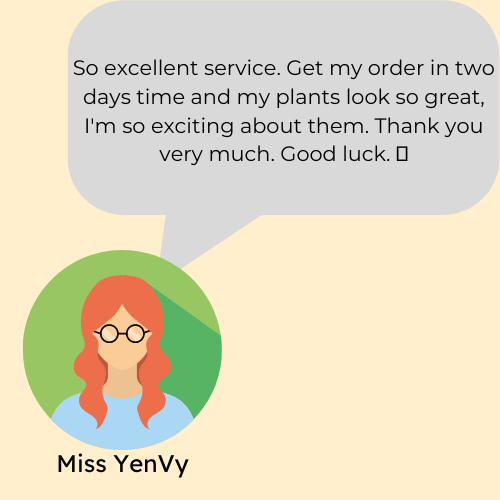 So excellent service. Get my order in two
days time and my plants look so great,
I'm so exciting about them. Thank you
very much. Good luck. 
Miss YenVy